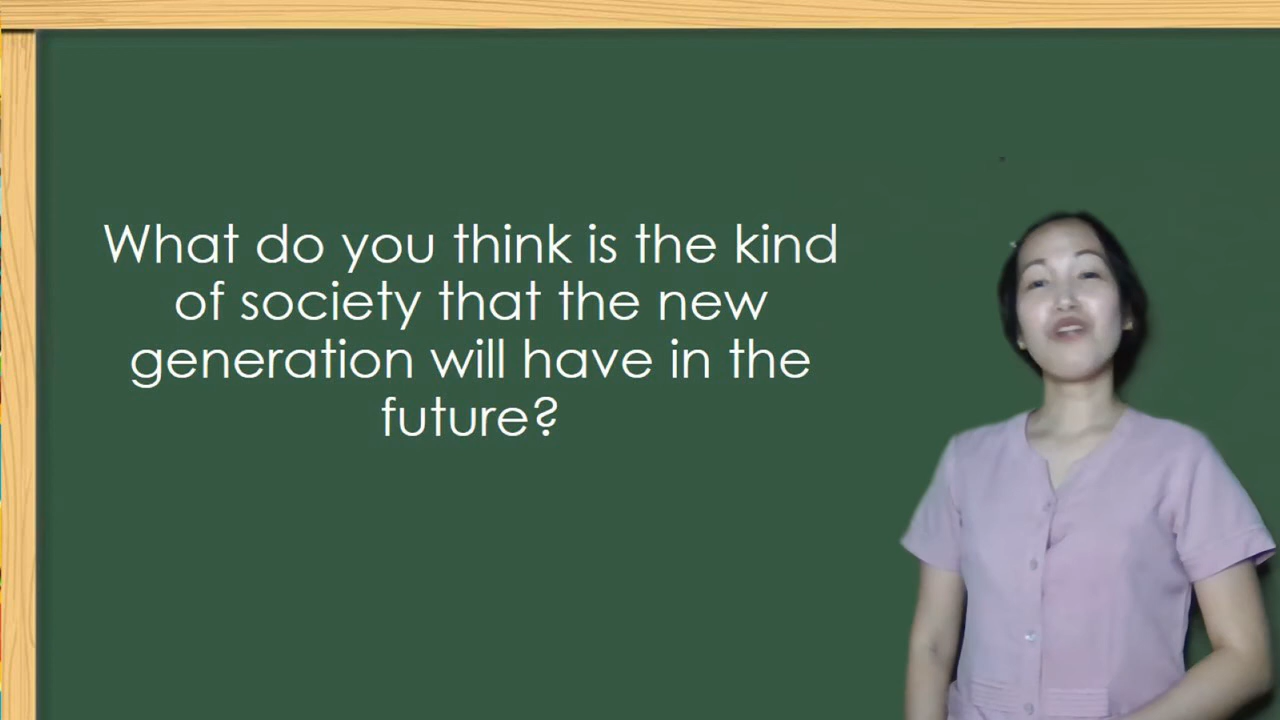 What do you think is the kind
of society that the new
generation will have in the
future?